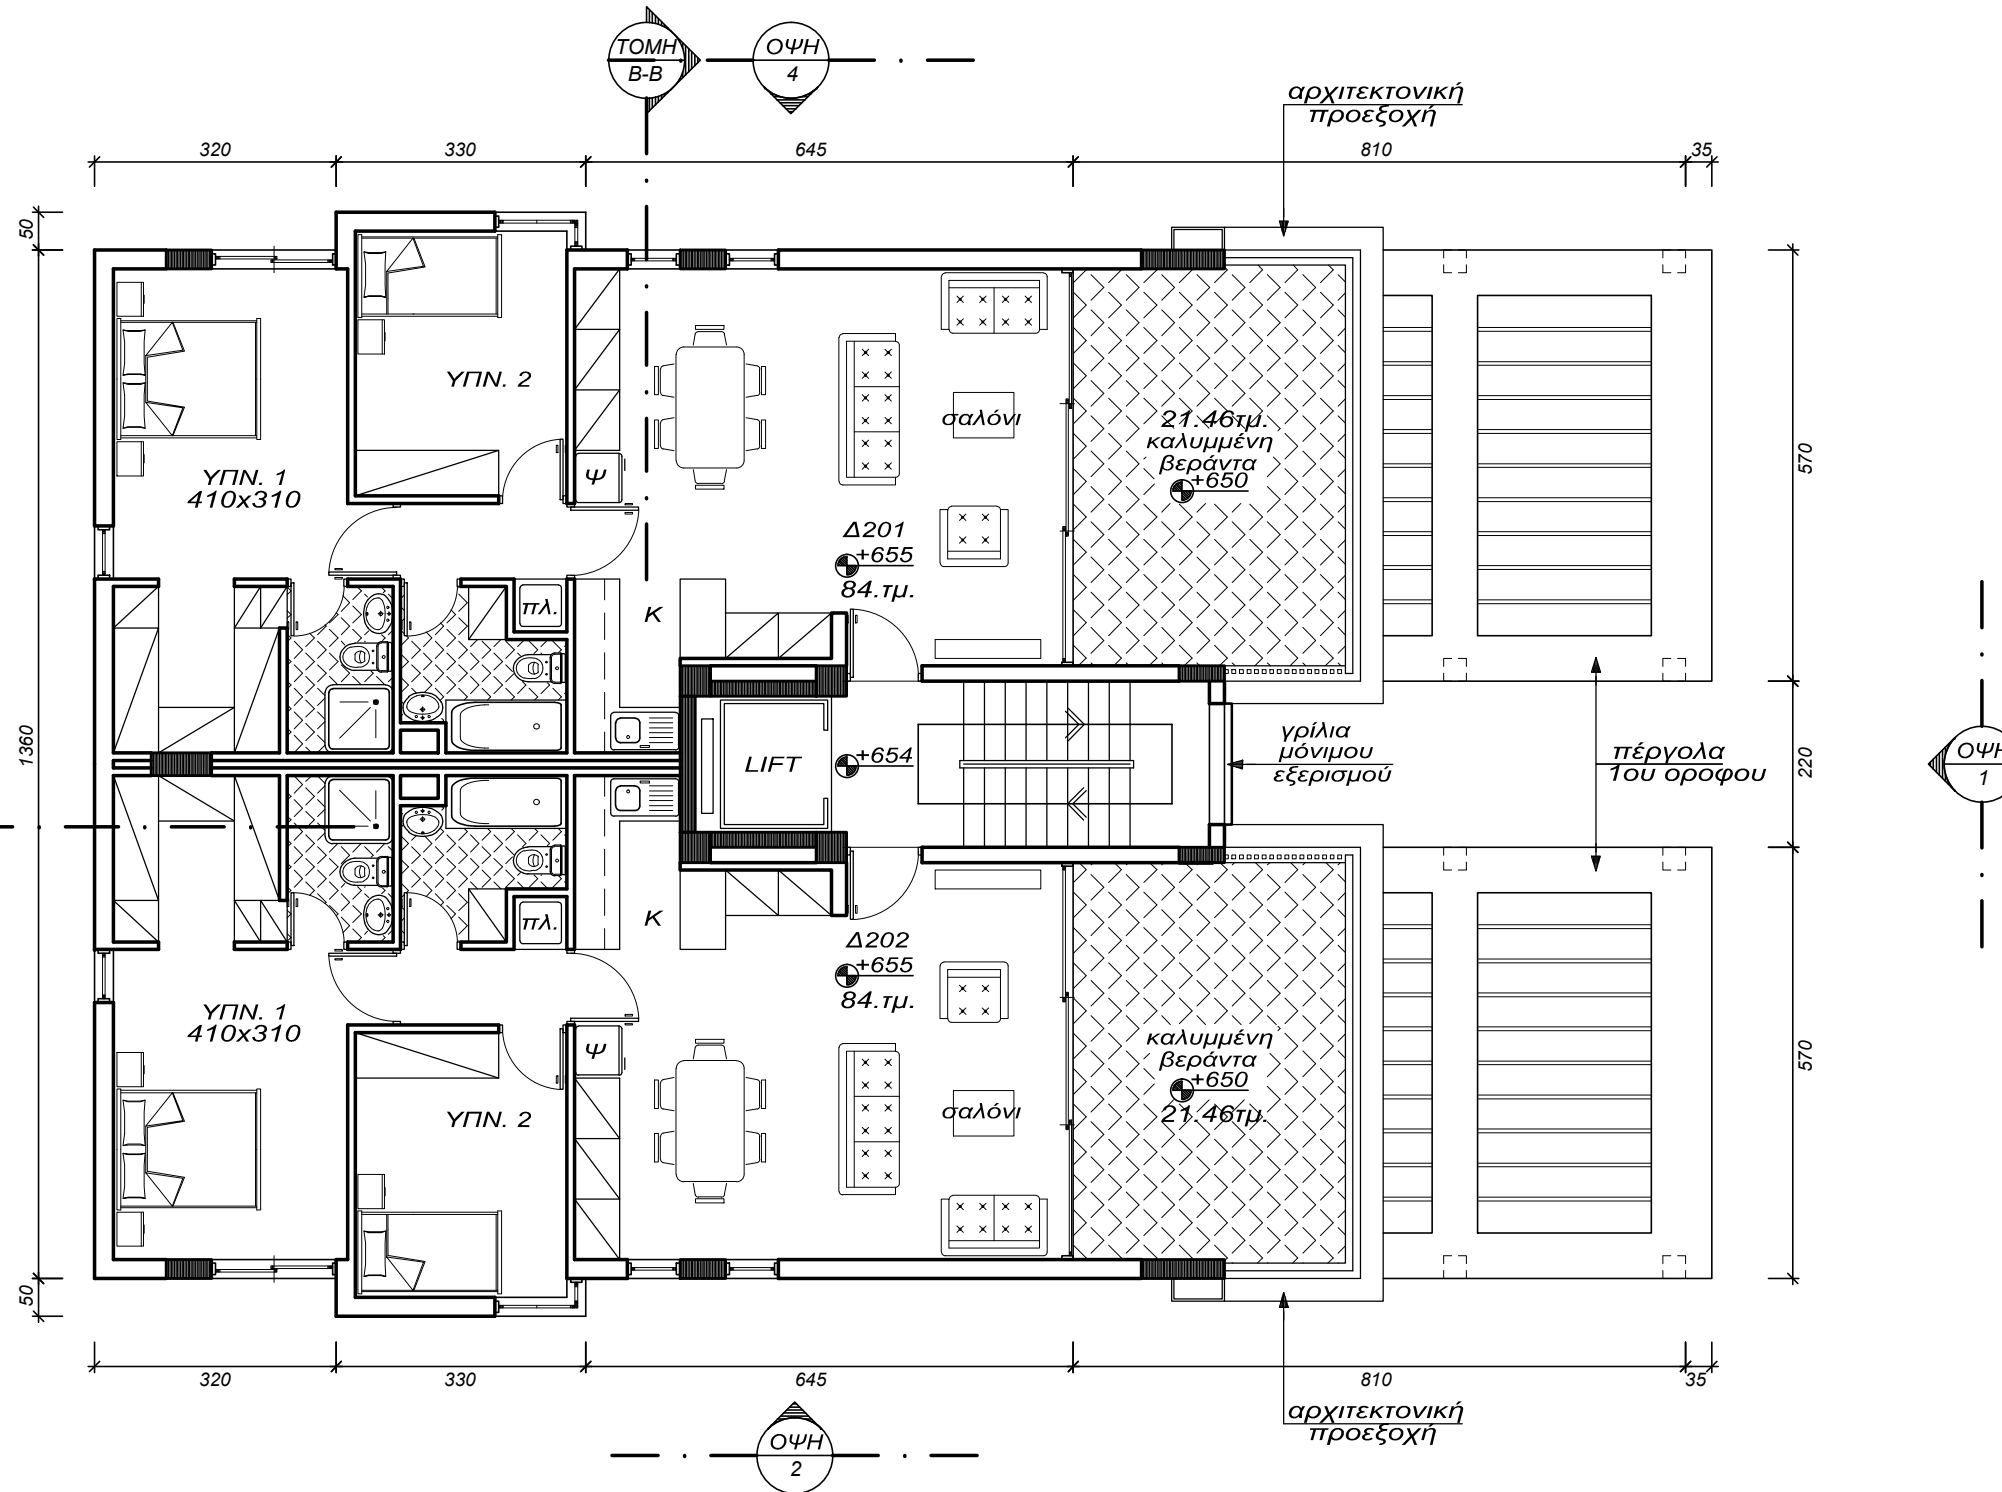 ΤΟΜΗ
Β-Β
ΟΨΗ
4
αρχιτεκτονική
προεξοχή
320
330
645
810
35
50
ΥΠΝ. 2
σαλόνι
21.46τμ.
καλυμμένη
βεράντα
+650
ΥΠΝ. 1
410x310
Ψ
570
Δ201
+655
84.τμ.
πλ.
Κ
1360
LIFT
+654
γρίλια
μόνιμου
εξερισμού
πέργολα
1ου οροφου
220
ΟΨΗ
1
πλ.
Κ
Δ202
+655
84.τμ.
ΥΠΝ. 1
410x310
Ψ
καλυμμένη
βεράντα
+650
21.46τμ.
570
ΥΠΝ. 2
σαλόνι
50
320
330
645
810
35
αρχιτεκτονική
προεξοχή
ΟΨΗ
2